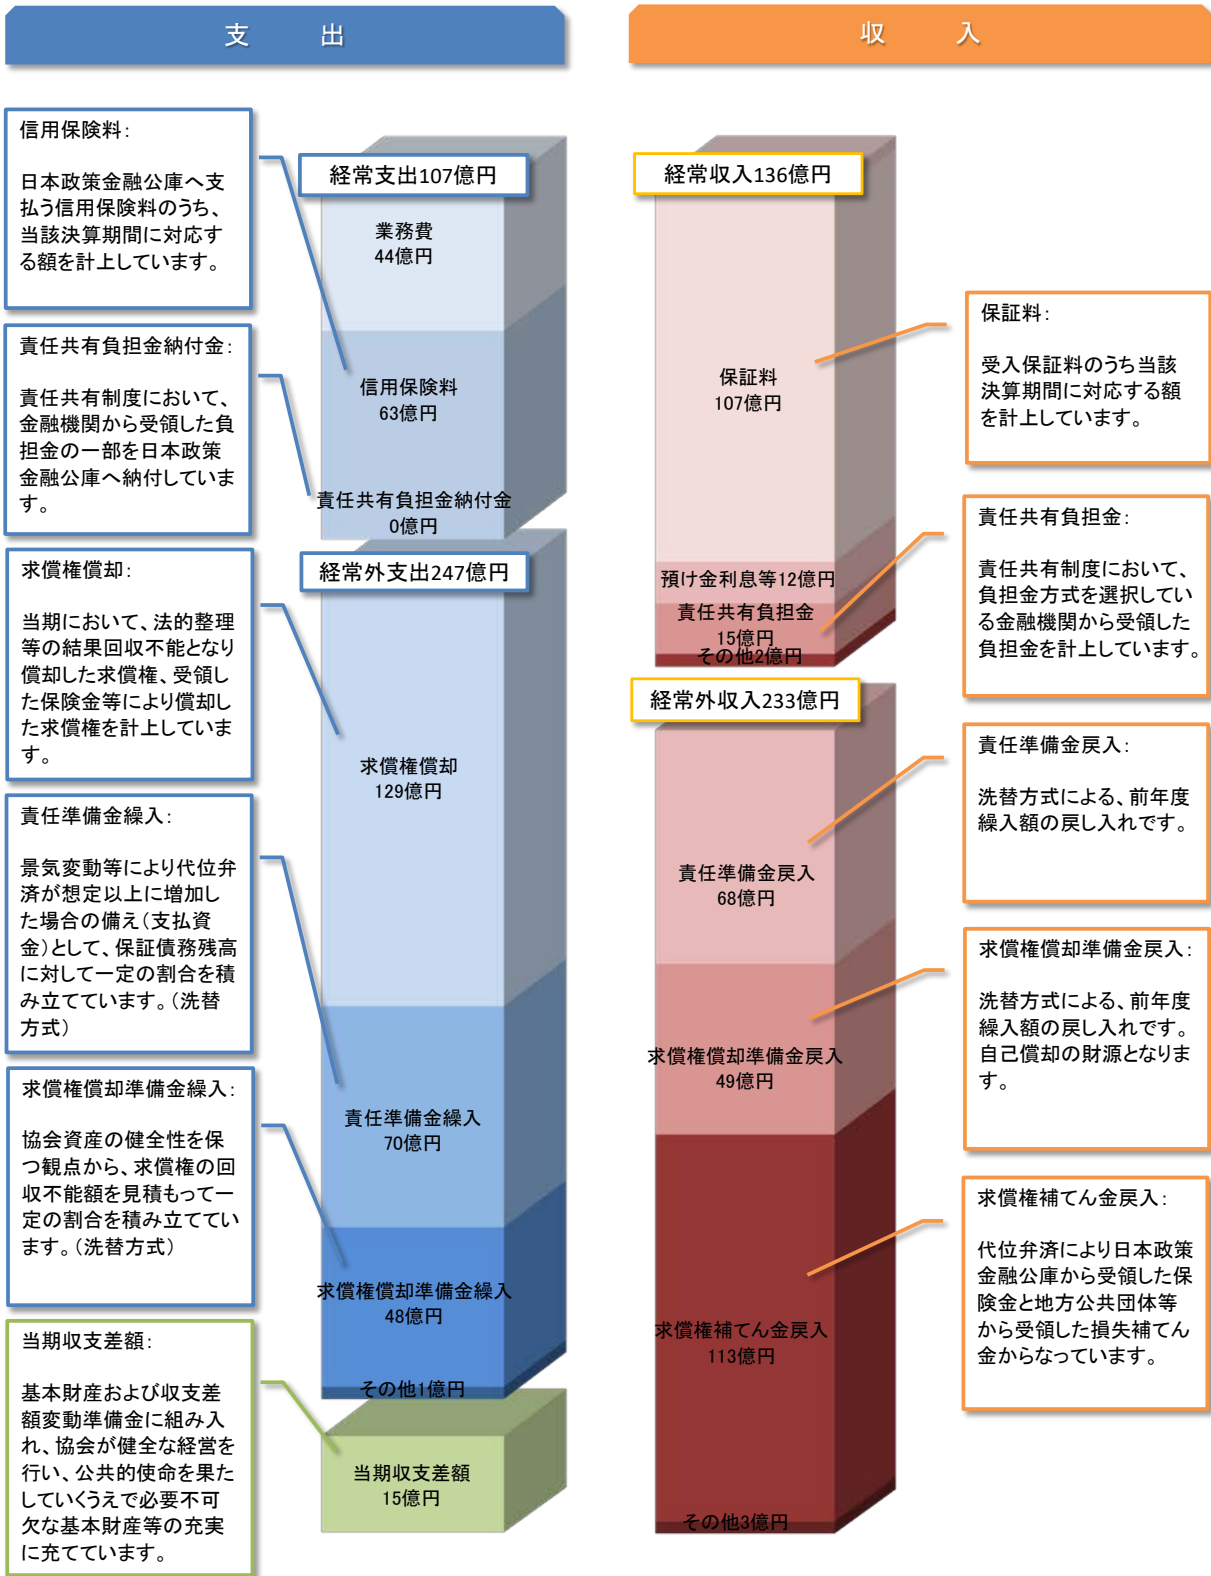 支　出
収　入
信用保険料：
日本政策金融公庫へ支
払う信用保険料のうち、
当該決算期間に対応す
る額を計上しています。
責任共有負担金納付金：
責任共有制度において、
金融機関から受領した負
担金の一部を日本政策
金融公庫へ納付していま
す。
求償権償却：
当期において、法的整理
等の結果回収不能となり
償却した求償権、受領し
た保険金等により償却し
た求償権を計上していま
す。
責任準備金繰入：
景気変動等により代位弁
済が想定以上に増加し
た場合の備え（支払資
金）として、保証債務残高
に対して一定の割合を積
み立てています。（洗替
方式）
求償権償却準備金繰入：
協会資産の健全性を保
つ観点から、求償権の回
収不能額を見積もって一
定の割合を積み立ててい
ます。（洗替方式）
当期収支差額：
基本財産および収支差
額変動準備金に組み入
れ、協会が健全な経営を
行い、公共的使命を果た
していくうえで必要不可
欠な基本財産等の充実
に充てています。
経常支出107億円
業務費
44億円
信用保険料
63億円
責任共有負担金納付金
0億円
経常外支出247億円
求償権償却
129億円
責任準備金繰入
70億円
求償権償却準備金繰入
48億円
その他1億円
当期収支差額
15億円
経常収入136億円
保証料
107億円
預け金利息等12億円
責任共有負担金
15億円
その他2億円
経常外収入233億円
責任準備金戻入
68億円
求償権償却準備金戻入
49億円
求償権補てん金戻入
113億円
その他3億円
保証料：
受入保証料のうち当該
決算期間に対応する額
を計上しています。
責任共有負担金：
責任共有制度において、
負担金方式を選択してい
る金融機関から受領した
負担金を計上しています。
責任準備金戻入：
洗替方式による、前年度
繰入額の戻し入れです。
求償権償却準備金戻入：
洗替方式による、前年度
繰入額の戻し入れです。
自己償却の財源となりま
す。
求償権補てん金戻入：
代位弁済により日本政策
金融公庫から受領した保
険金と地方公共団体等
から受領した損失補てん
金からなっています。